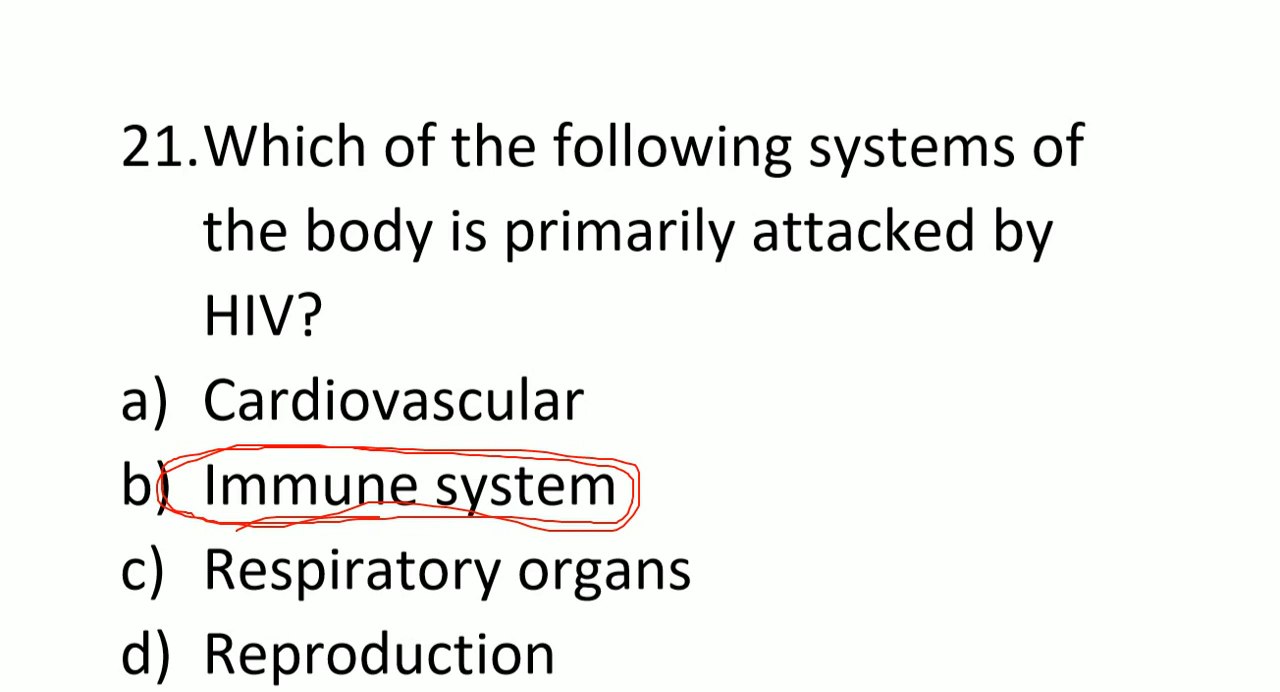 21.Which of the following systems of
the body is primarily attacked by
HIV?
a) Cardiovascular
b) Immune system
c) Respiratory organs
d) Reproduction